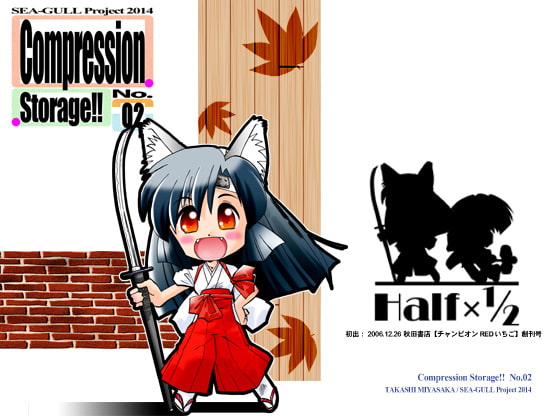 SEA-GULL Project 2014
Compression
Storage!! No.
02
Half×1/2
初出： 2006.12.26 秋田書店【チャンピオンREDいちご】創刊号
Compression Storage!! No.02
TAKASHI MIYASAKA / SEA-GULL Project 2014